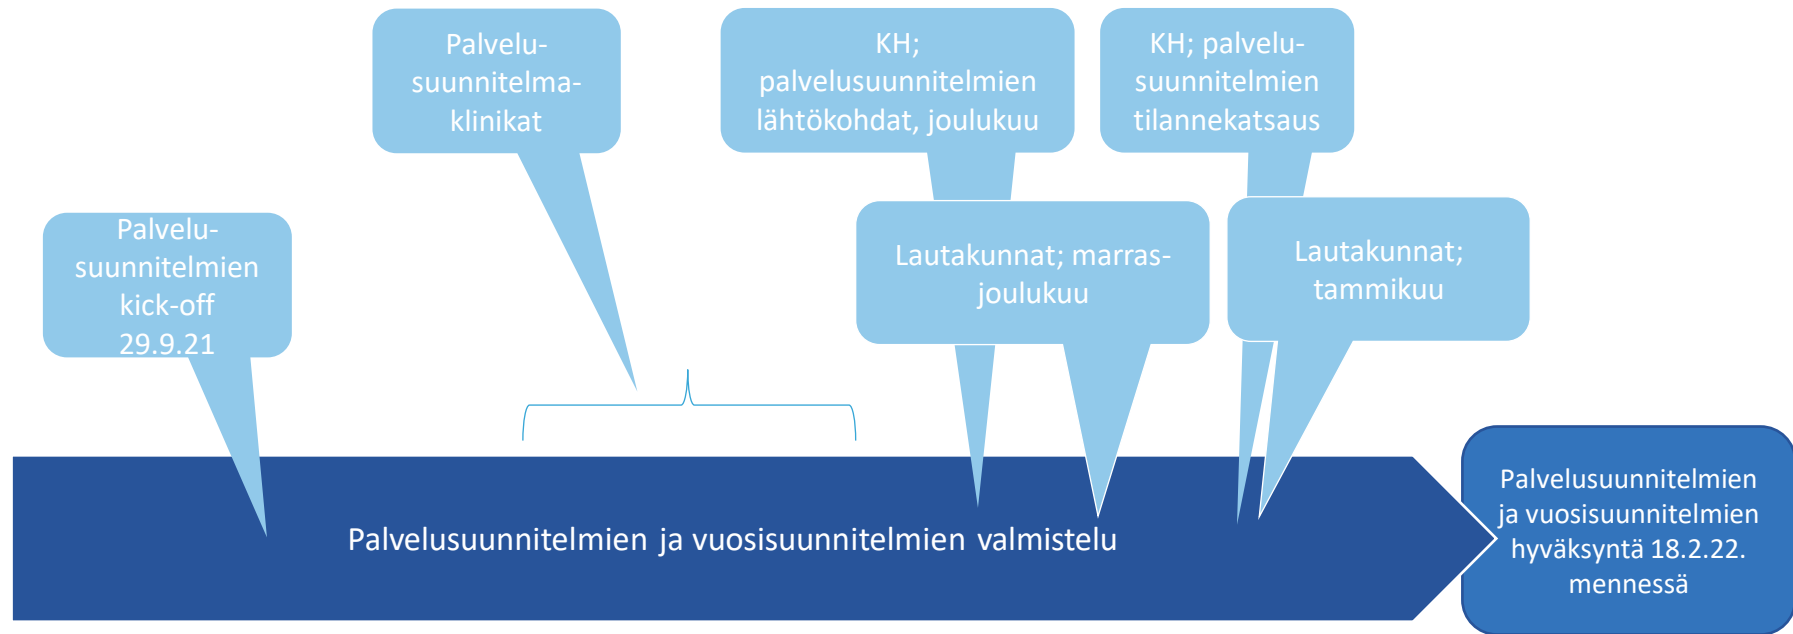 Palvelu-
suunnitelma-
klinikat
KH;
palvelusuunnitelmien
lähtökohdat, joulukuu
KH; palvelu-
suunnitelmien
tilannekatsaus
Palvelu-
suunnitelmien
kick-off
29.9.21
Lautakunnat; marras-
joulukuu
Lautakunnat;
tammikuu
Palvelusuunnitelmien ja vuosisuunnitelmien valmistelu
Palvelusuunnitelmien
ja vuosisuunnitelmien
hyväksyntä 18.2.22.
mennessä